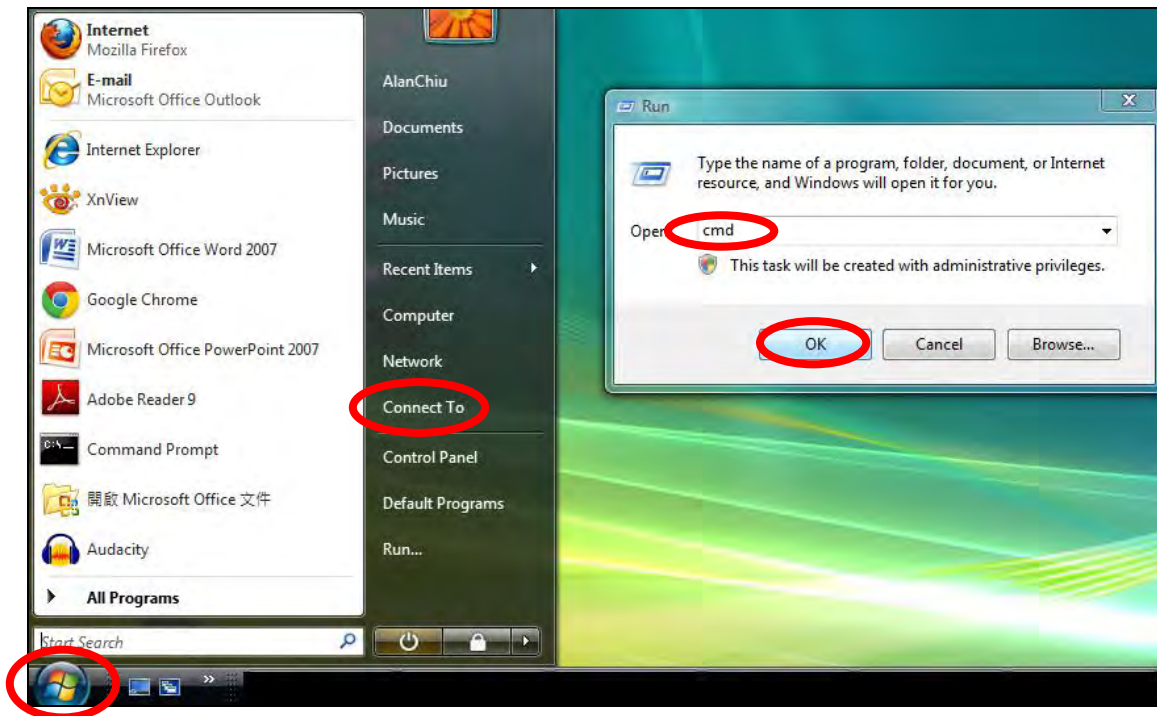 Internet
Mozilla Firefox
E-mail
Microsoft Office Outlook
Internet Explorer
XnView
Microsoft Office Word 2007
Google Chrome
Microsoft Office PowerPoint 2007
Adobe Reader 9
Command Prompt
開啟 Microsoft Office 文件
Audacity
All Programs
Start Search
AlanChiu
Documents
Pictures
Music
Recent Items
Computer
Network
Connect To
Control Panel
Default Programs
Run...
Run
Type the name of a program, folder, document, or Internet
resource, and Windows will open it for you.
Open
cmd
This task will be created with administrative privileges.
OK
Cancel
Browse...